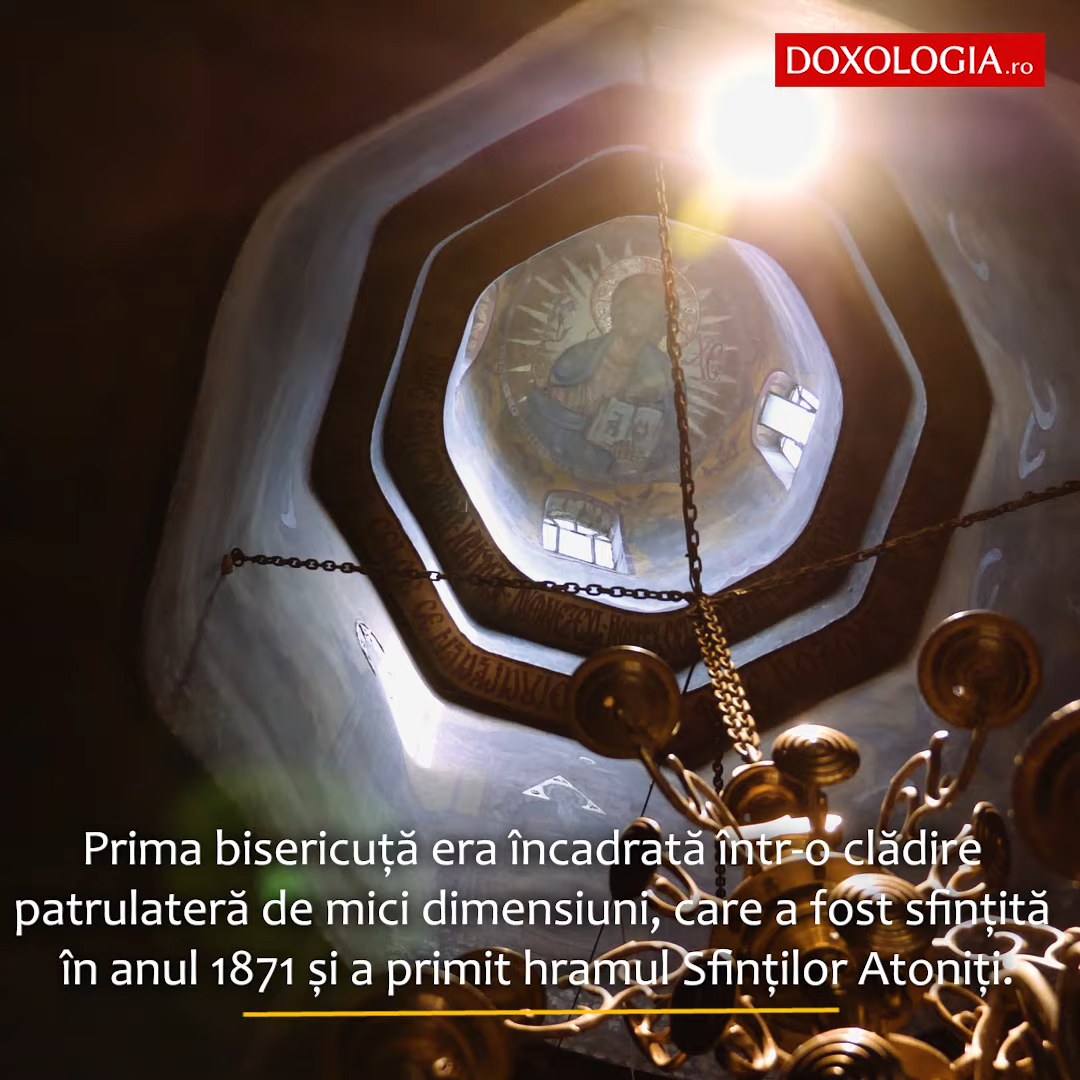 DOXOLOGIA.ro
Prima bisericuță era încadrată într-o clădire
patrulateră de mici dimensiuni, care a fost sfințită
în anul 1871 și a primit hramul Sfinților Atoniți.